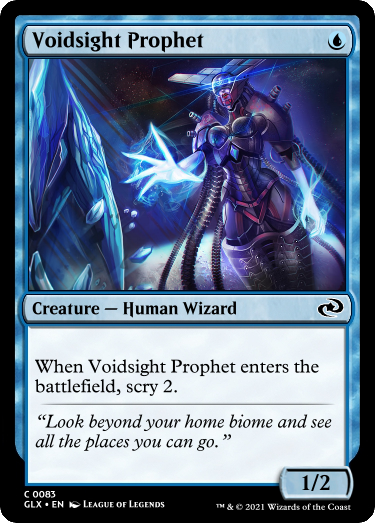 Voidsight Prophet
Creature — Human Wizard
When Voidsight Prophet enters the
battlefield, scry 2.
“Look beyond your home biome and see
all the places you can go.”
1/2
C 0083
GLX • EN League of Legends
™ & © 2021 Wizards of the Coast